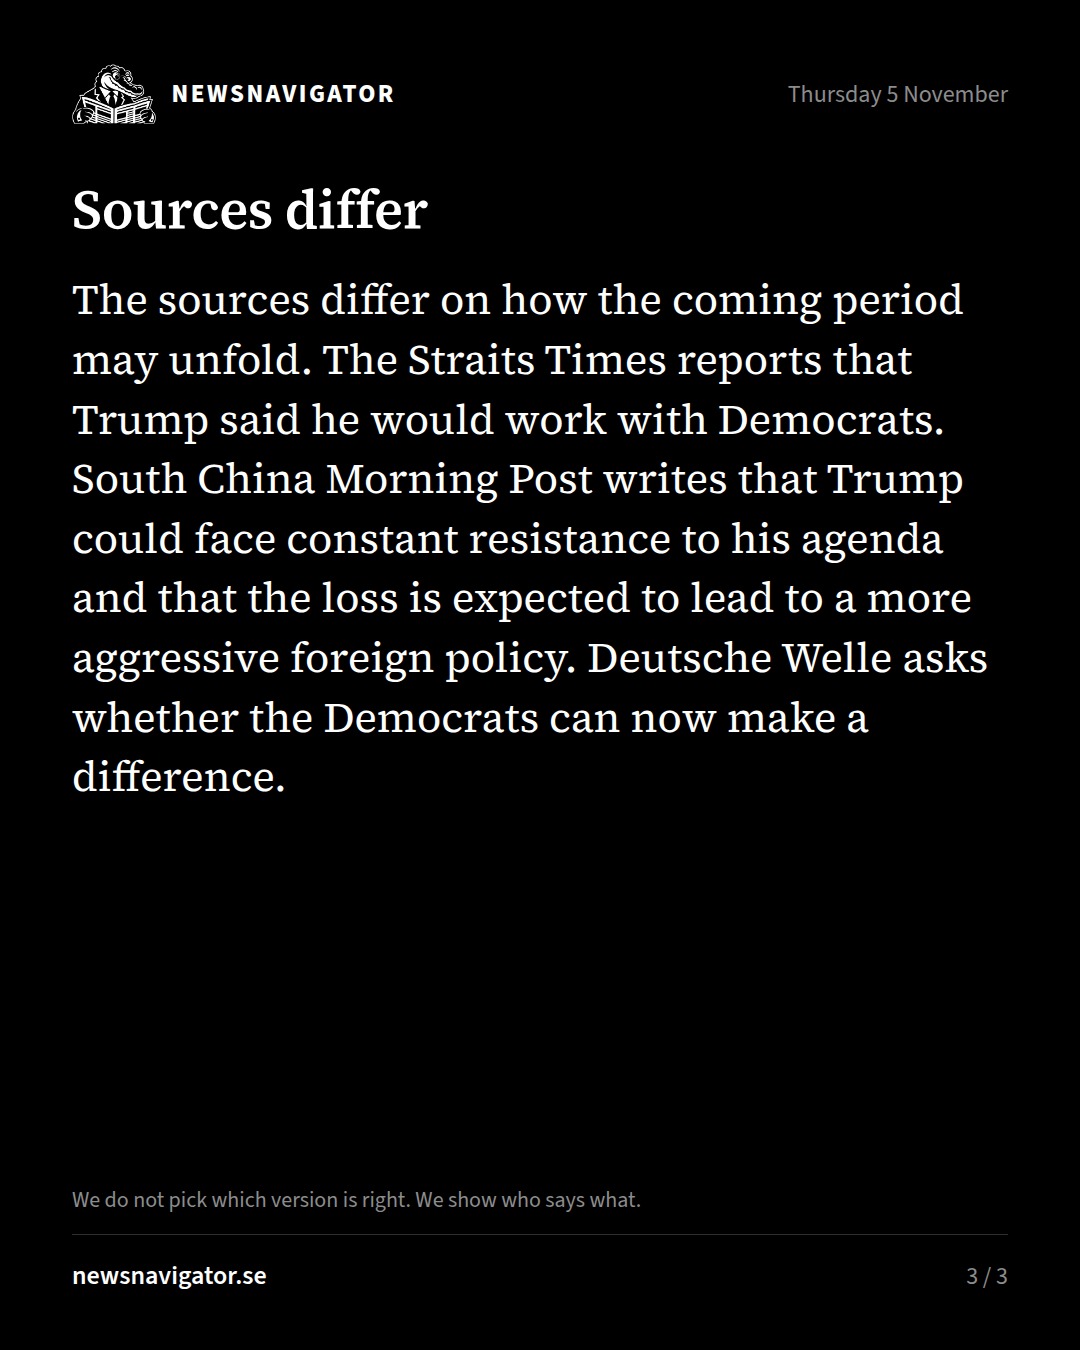 NEWSNAVIGATOR
Thursday 5 November
Sources differ
The sources differ on how the coming period
may unfold. The Straits Times reports that
Trump said he would work with Democrats.
South China Morning Post writes that Trump
could face constant resistance to his agenda
and that the loss is expected to lead to a more
aggressive foreign policy. Deutsche Welle asks
whether the Democrats can now make a
difference.
We do not pick which version is right. We show who says what.
newsnavigator.se
3 / 3